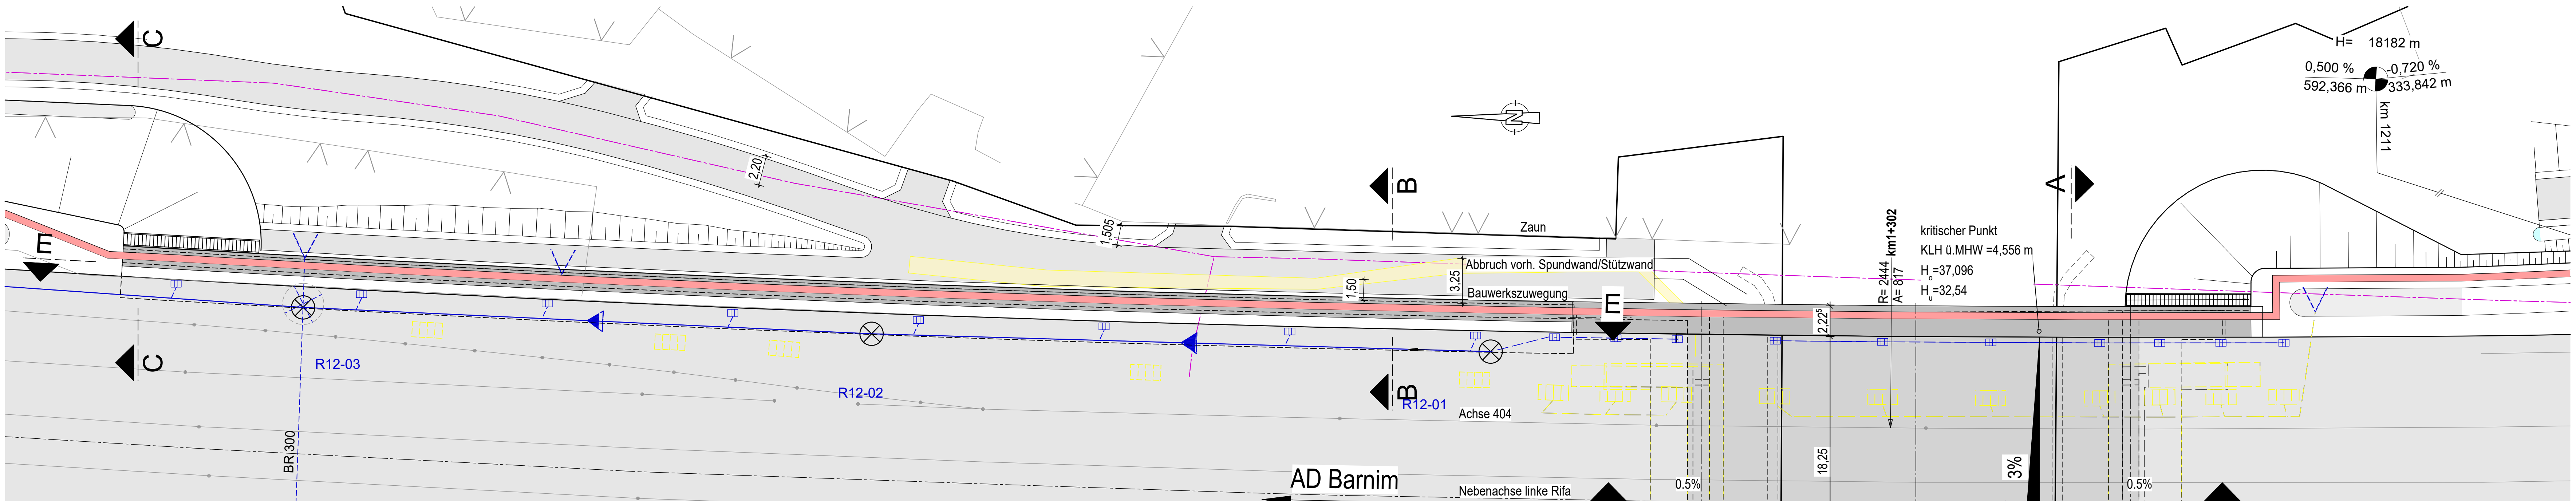 C
H= 18182 m
0,500 %
-0,720 %
592,366 m
333,842 m
km 1211
N
2,20
B
A
1,505
Zaun
R= 2444
A= 817
km1+302
kritischer Punkt
KLH ü.MHW =4,556 m
Ho=37,096
Hu=32,54
E
Abbruch vorh. Spundwand/Stützwand
3,25
1,50
Bauwerkszuwegung
E
2,22⁵
C
R12-03
R12-02
B
R12-01
Achse 404
BR 300
18,25
3%
AD Barnim
Nebenachse linke Rifa
0.5%
0.5%